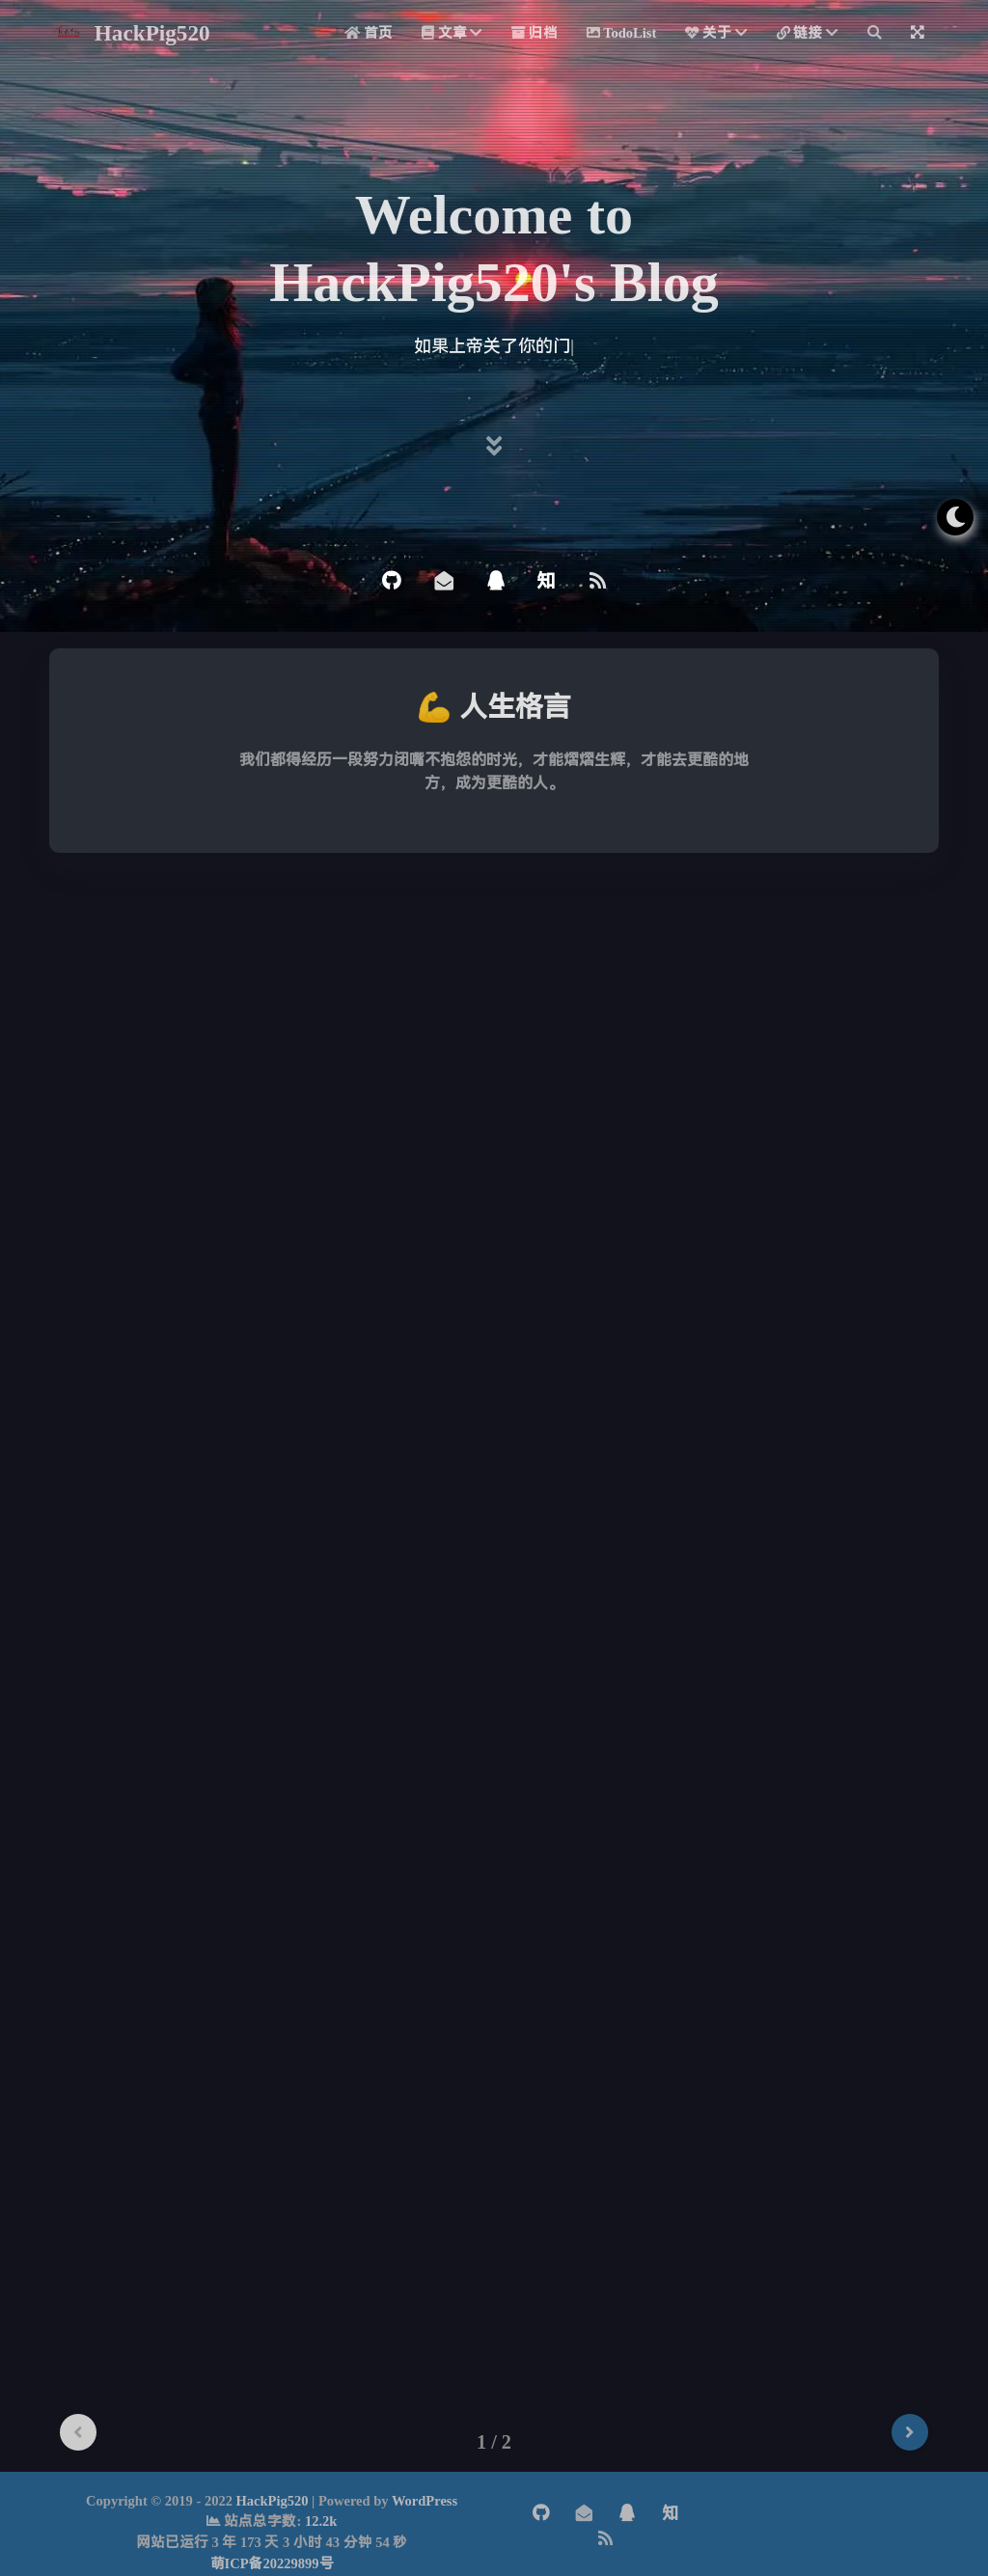 HackPig520
首页
文章
归档
TodoList
关于
链接
Welcome to
HackPig520's Blog
如果上帝关了你的门|
知
💪 人生格言
我们都得经历一段努力闭嘴不抱怨的时光，才能熠熠生辉，才能去更酷的地
方，成为更酷的人。
1 / 2
Copyright © 2019 - 2022 HackPig520 | Powered by WordPress
站点总字数: 12.2k
网站已运行 3 年 173 天 3 小时 43 分钟 54 秒
萌ICP备20229899号
知